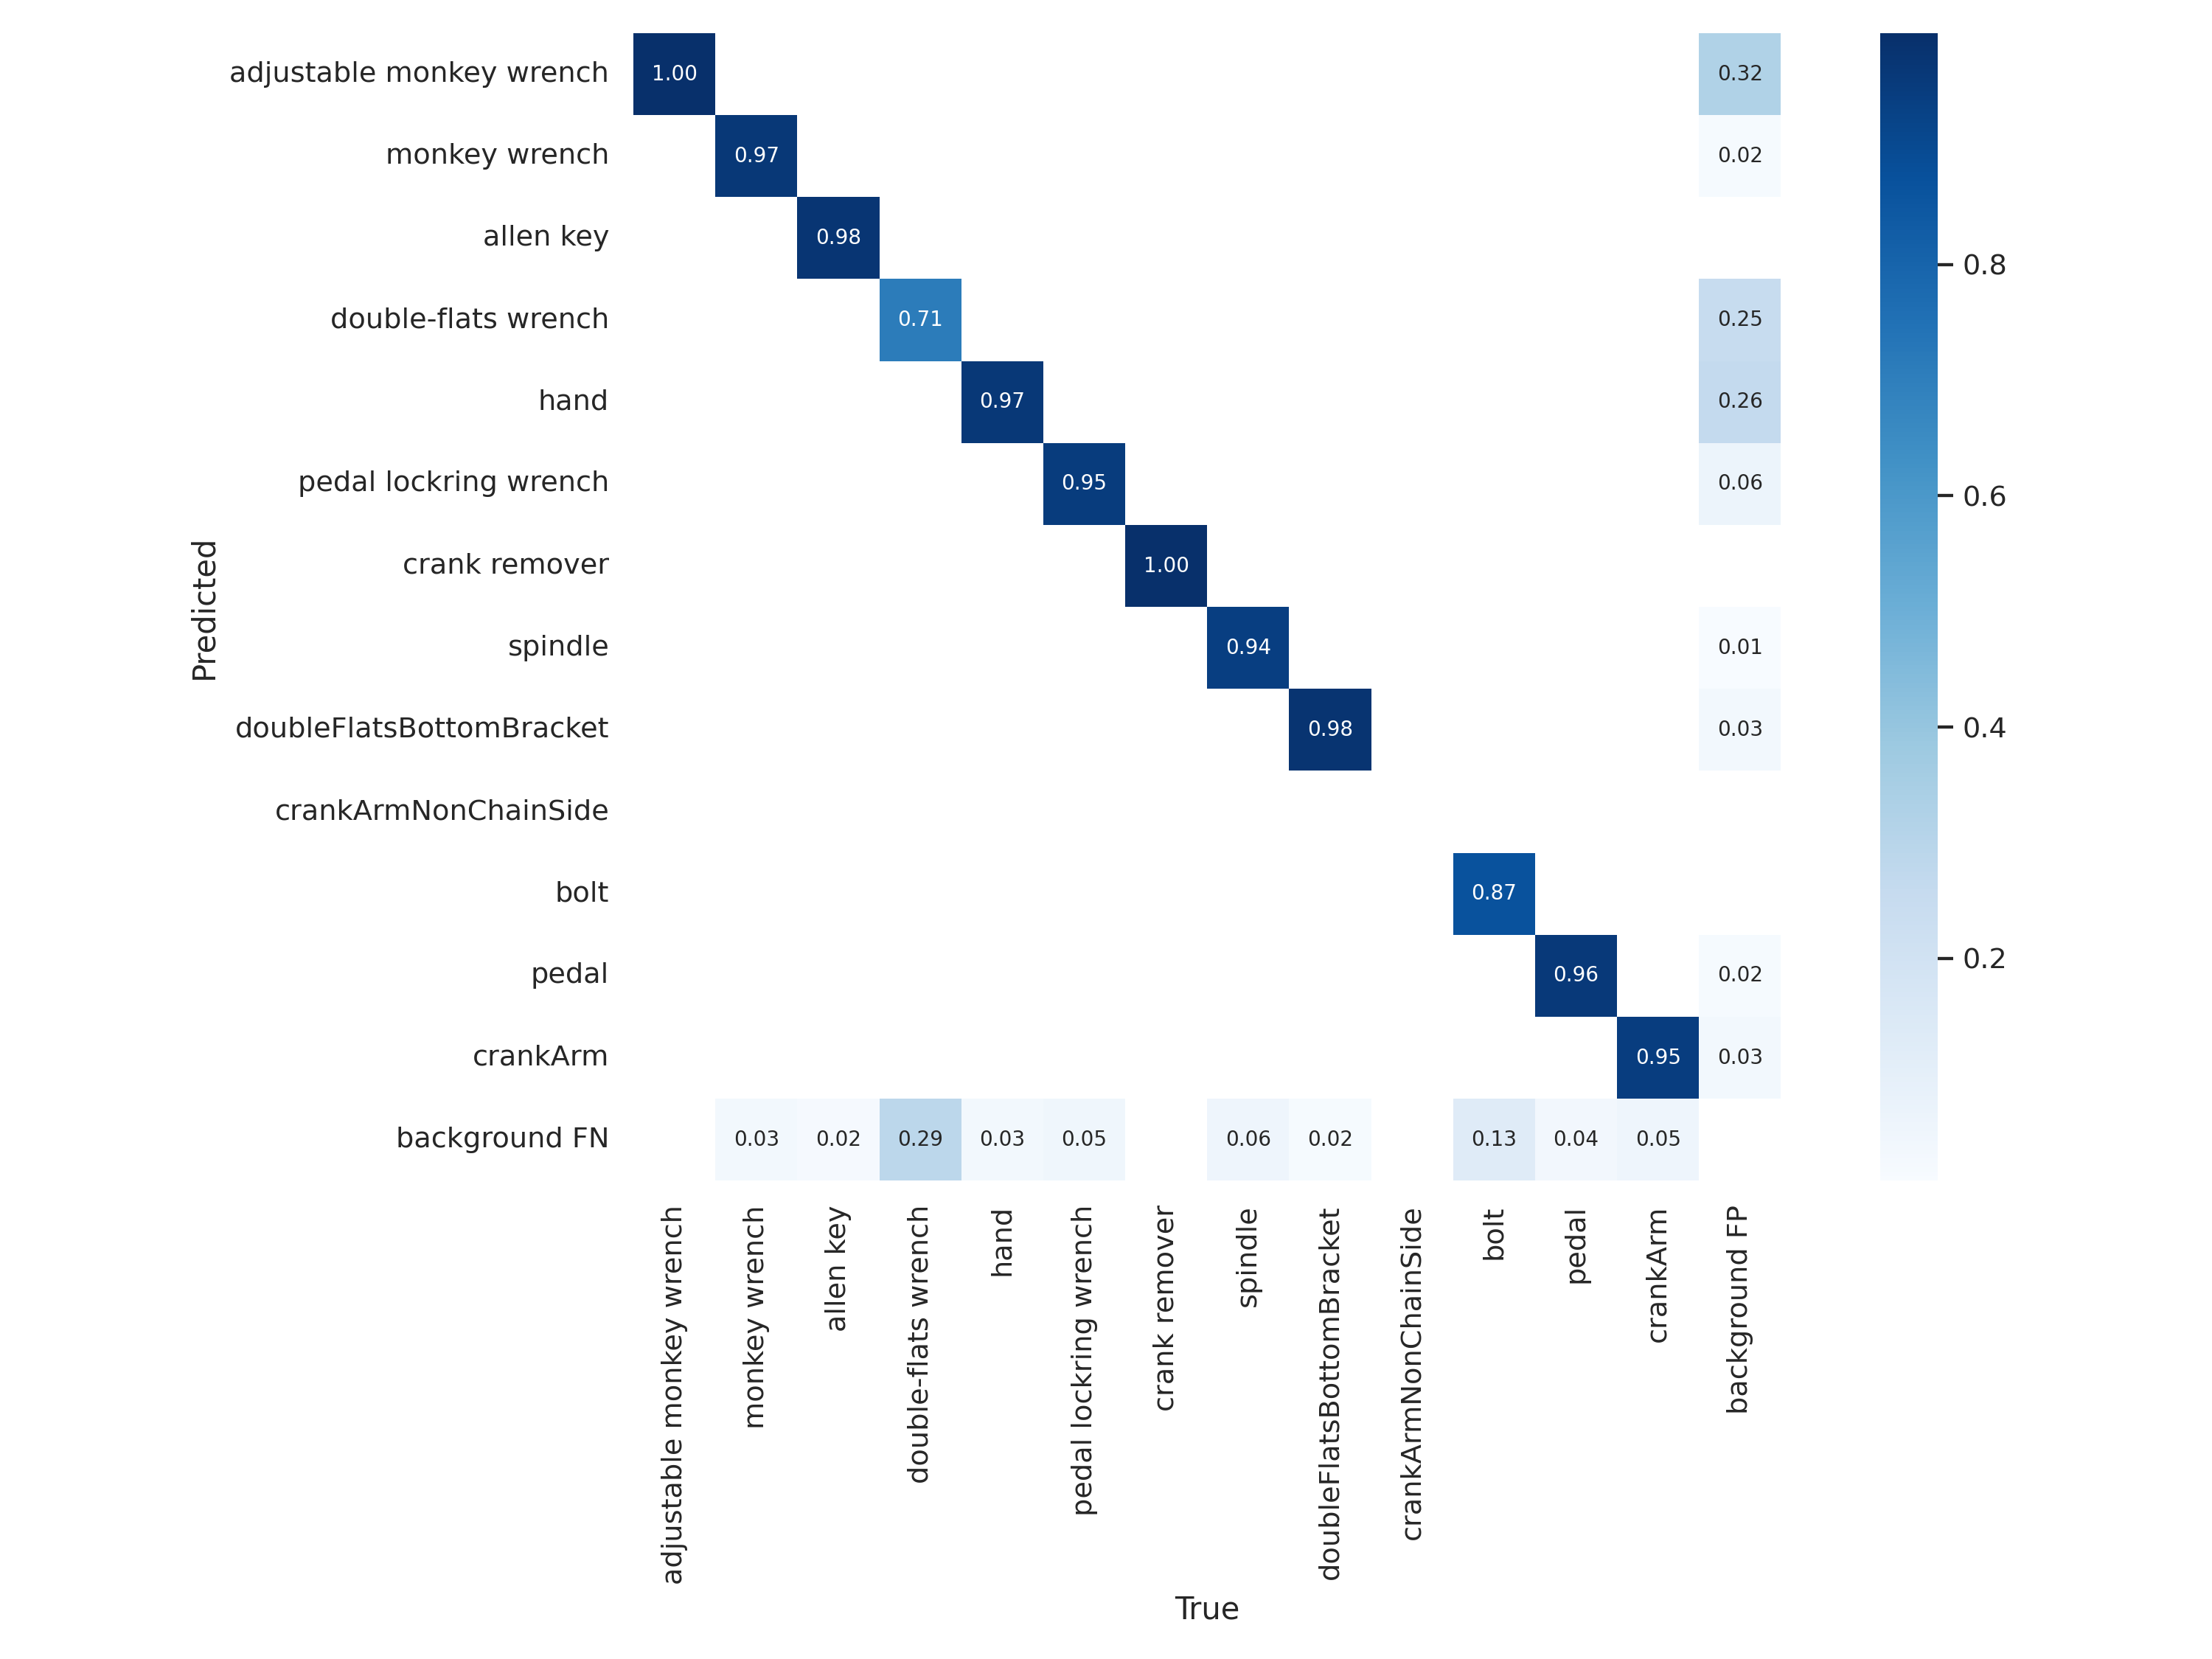 adjustable monkey wrench 1.00 0.32
monkey wrench 0.97 0.02
allen key 0.98
double-flats wrench 0.71 0.25
hand 0.97 0.26
pedal lockring wrench 0.95 0.06
crank remover 1.00
spindle 0.94 0.01
doubleFlatsBottomBracket 0.98 0.03
crankArmNonChainSide
bolt 0.87
pedal 0.96 0.02
crankArm 0.95 0.03
background FN 0.03 0.02 0.29 0.03 0.05 0.06 0.02 0.13 0.04 0.05
Predicted
adjustable monkey wrench
monkey wrench
allen key
double-flats wrench
hand
pedal lockring wrench
crank remover
spindle
doubleFlatsBottomBracket
crankArmNonChainSide
bolt
pedal
crankArm
background FP
True
0.8
0.6
0.4
0.2